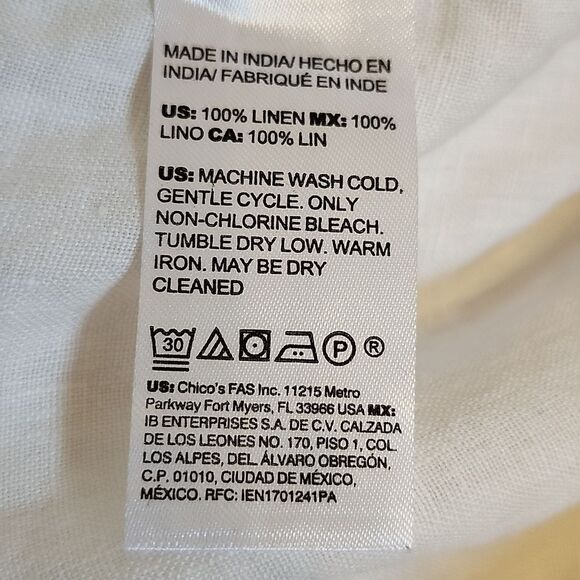 MADE IN INDIA/ HECHO EN
INDIA/ FABRIQUÉ EN INDE
US: 100% LINEN MX: 100%
LINO CA: 100% LIN
US: MACHINE WASH COLD,
GENTLE CYCLE. ONLY
NON-CHLORINE BLEACH.
TUMBLE DRY LOW. WARM
IRON. MAY BE DRY
CLEANED
30 P ®
US: Chico's FAS Inc. 11215 Metro
Parkway Fort Myers, FL 33966 USA MX:
IB ENTERPRISES S.A. DE C.V. CALZADA
DE LOS LEONES NO. 170, PISO 1, COL.
LOS ALPES, DEL. ÁLVARO OBREGÓN,
C.P. 01010, CIUDAD DE MÉXICO,
MÉXICO. RFC: IEN1701241PA